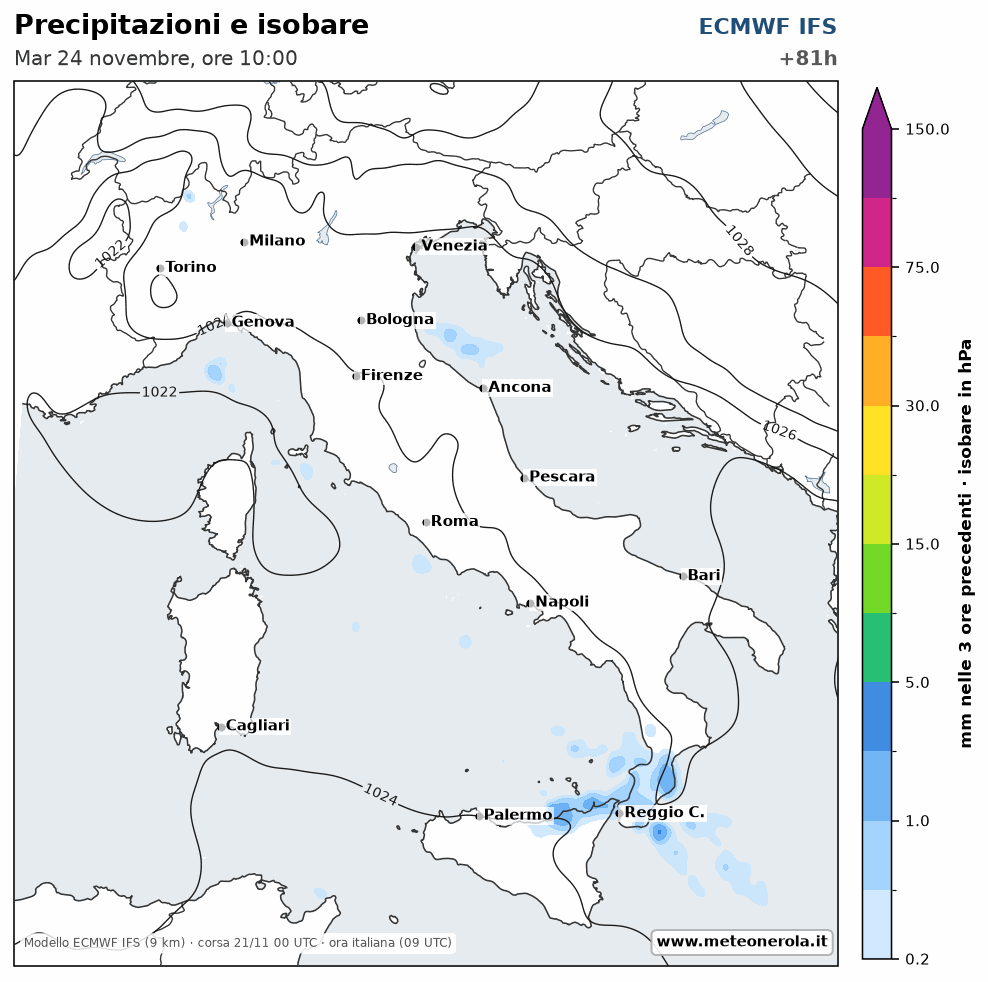 Precipitazioni e isobare
ECMWF IFS
Mar 24 novembre, ore 10:00
+81h
150.0
1028
Milano
Venezia
1022
Torino
75.0
Genova
Bologna
Firenze
1022
Ancona
30.0
1026
Pescara
Roma
15.0
Bari
Napoli
5.0
Cagliari
1024
Palermo
Reggio C.
1.0
0.2
mm nelle 3 ore precedenti · isobare in hPa
Modello ECMWF IFS (9 km) · corsa 21/11 00 UTC · ora italiana (09 UTC)
www.meteonerola.it